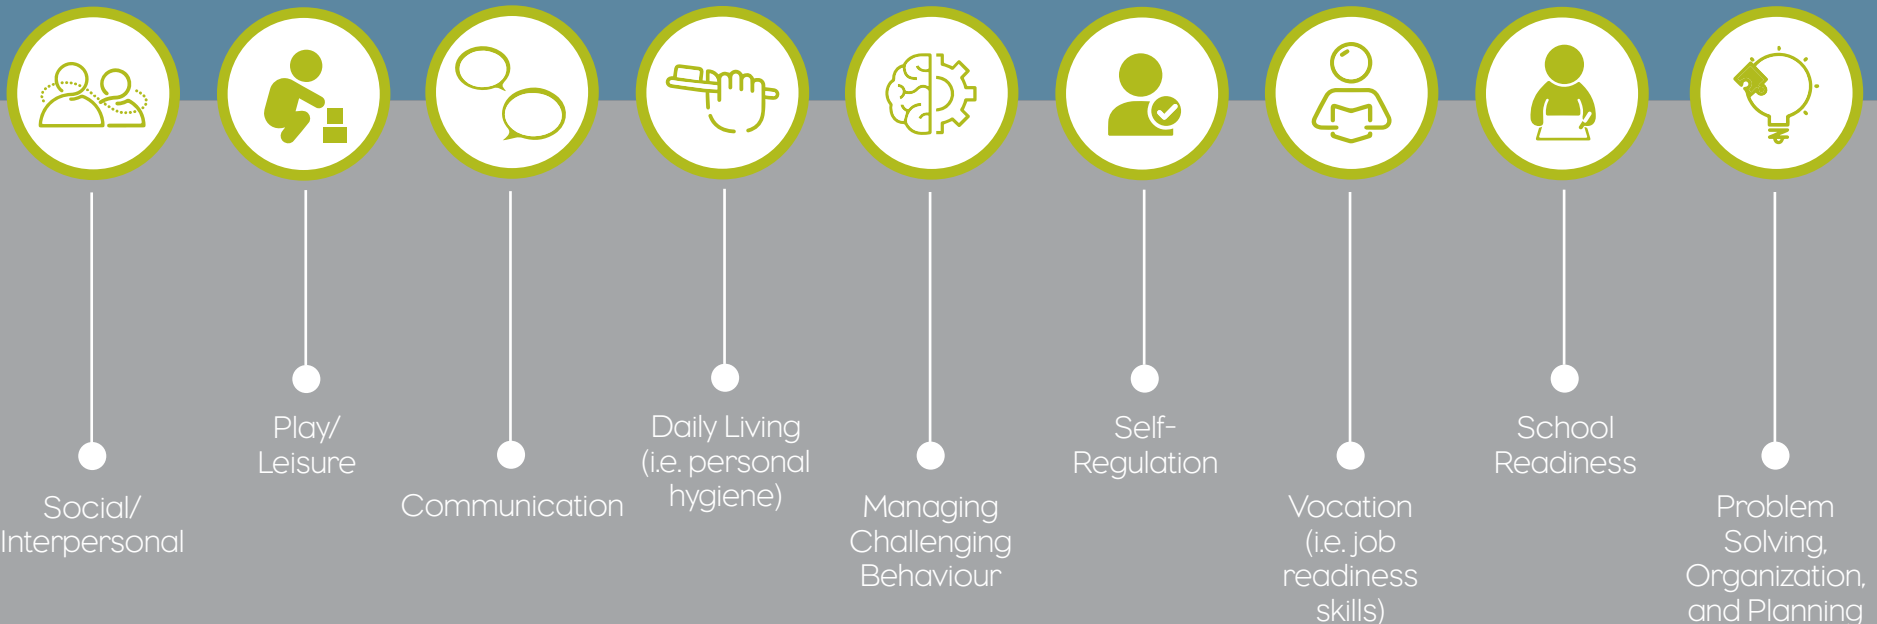 Social/
Interpersonal
Play/
Leisure
Communication
Daily Living
(i.e. personal
hygiene)
Managing
Challenging
Behaviour
Self-
Regulation
Vocation
(i.e. job
readiness
skills)
School
Readiness
Problem
Solving,
Organization,
and Planning